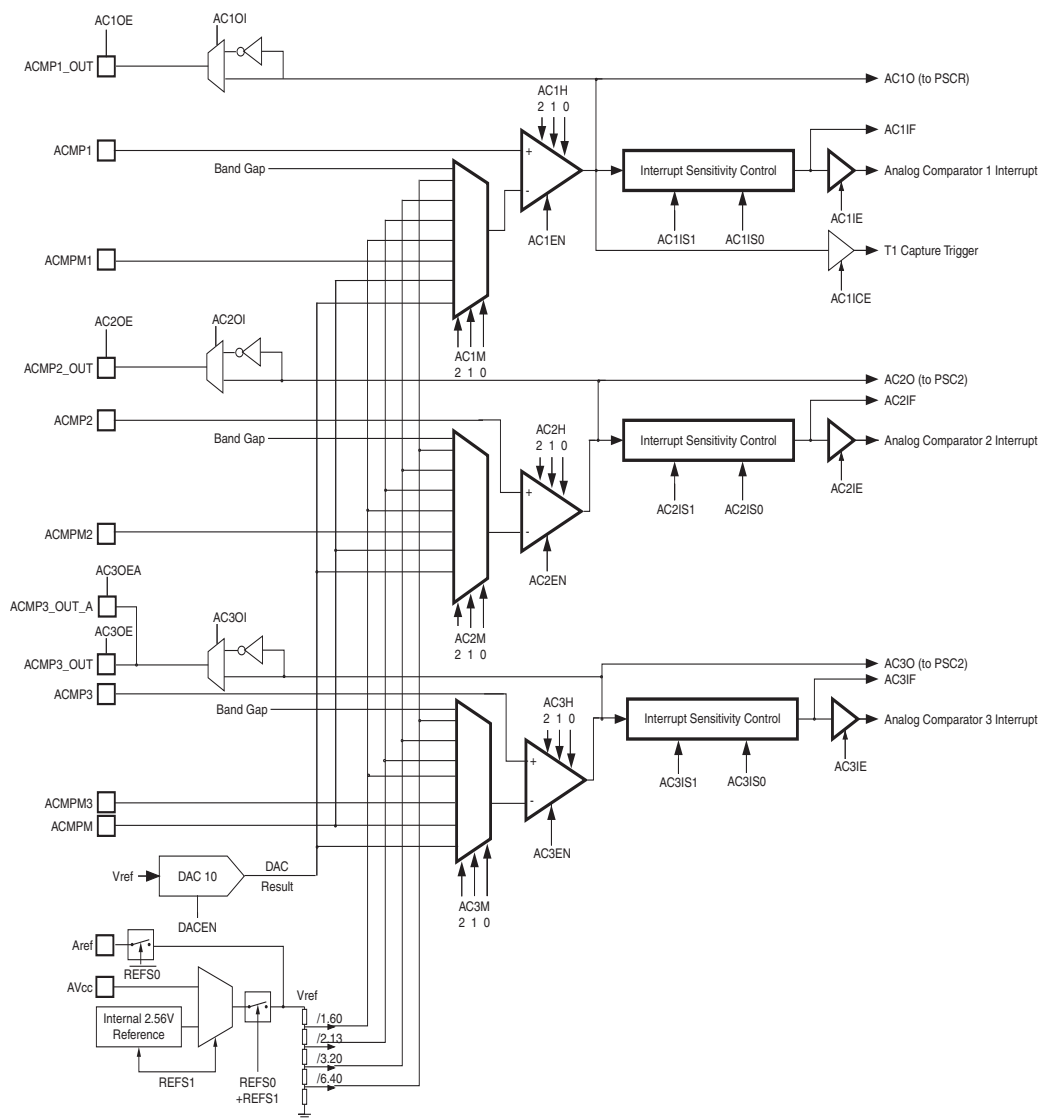 AC1OE
AC1OI
ACMP1_OUT
AC1O (to PSCR)
AC1H
2 1 0
AC1IF
ACMP1
+
Band Gap
Interrupt Sensitivity Control
Analog Comparator 1 Interrupt
-
AC1IE
AC1EN
AC1IS1
AC1IS0
ACMPM1
T1 Capture Trigger
AC1ICE
AC2OE
AC2OI
AC1M
2 1 0
ACMP2_OUT
AC2O (to PSC2)
AC2IF
ACMP2
AC2H
2 1 0
Band Gap
Interrupt Sensitivity Control
Analog Comparator 2 Interrupt
+
AC2IE
AC2IS1
AC2IS0
ACMPM2
-
AC2EN
AC3OEA
ACMP3_OUT_A
AC3OI
AC3OE
AC2M
2 1 0
ACMP3_OUT
AC3O (to PSC2)
AC3IF
ACMP3
AC3H
2 1 0
Band Gap
Interrupt Sensitivity Control
Analog Comparator 3 Interrupt
+
AC3IE
AC3IS1
AC3IS0
ACMPM3
-
ACMPM
AC3EN
Vref
DAC 10
DAC
Result
AC3M
2 1 0
DACEN
Aref
REFS0
AVcc
Vref
Internal 2.56V
Reference
/1.60
/2.13
/3.20
/6.40
REFS1
REFS0
+REFS1